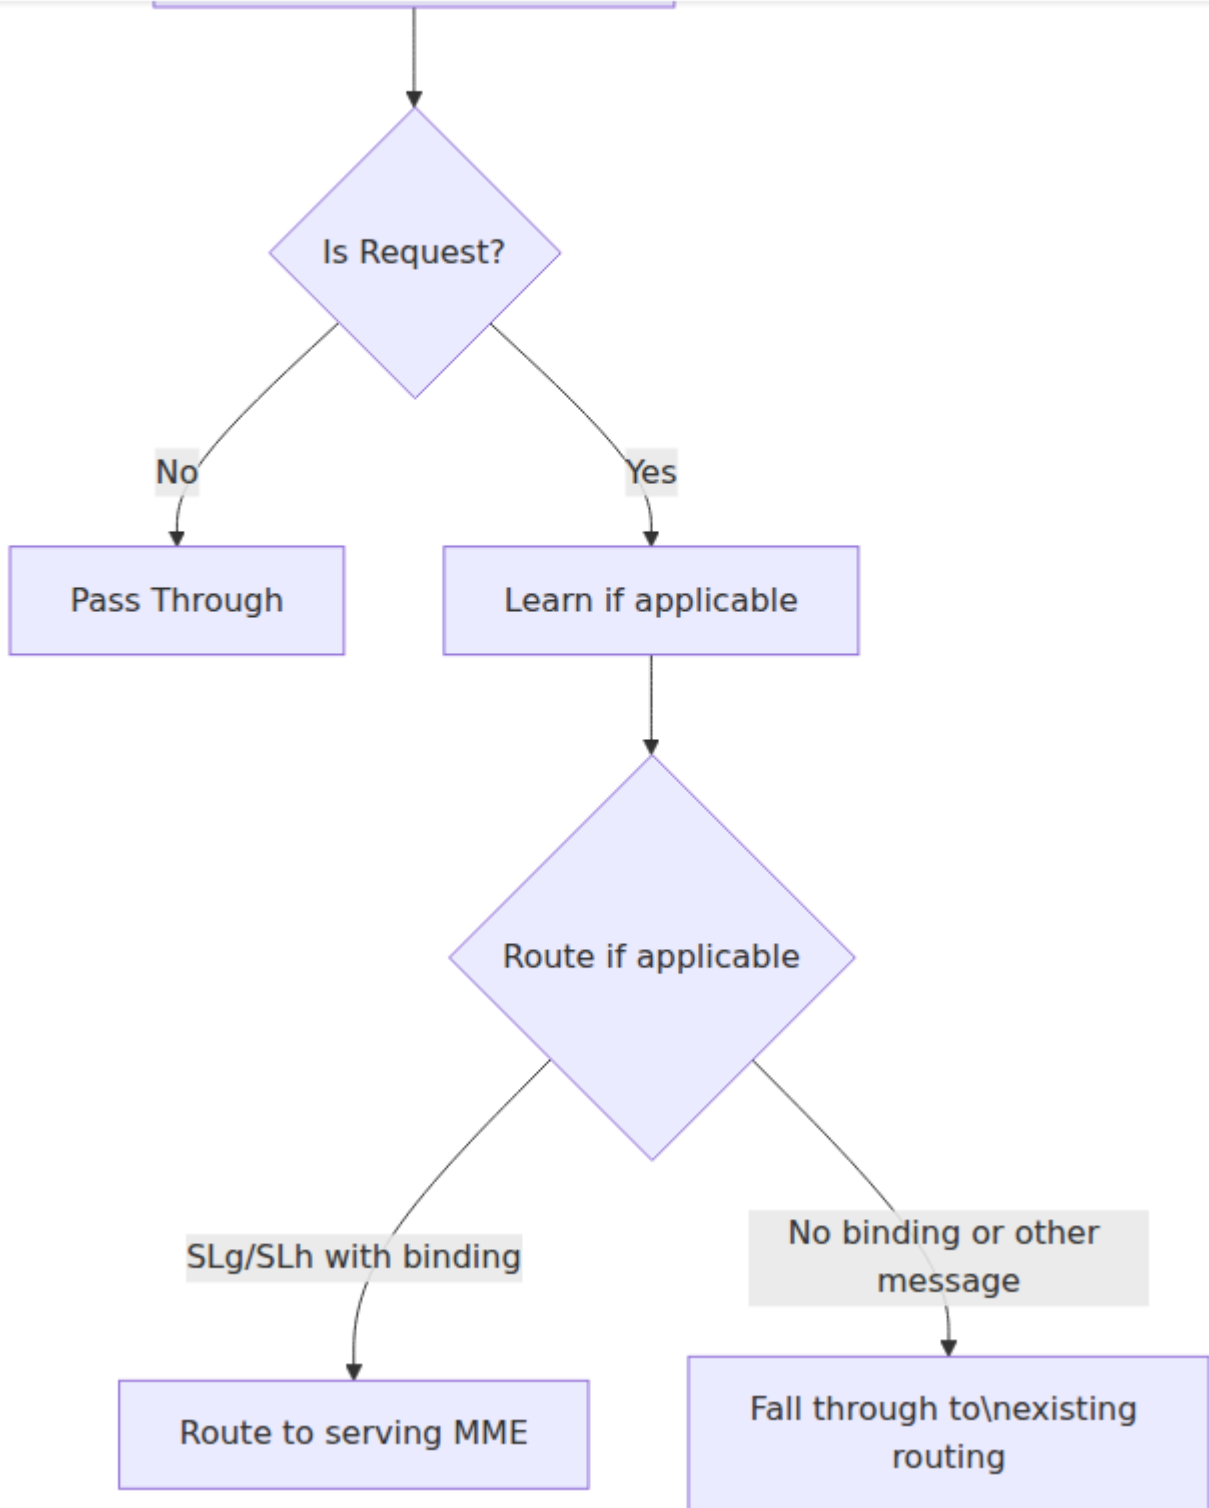 Is Request?
No
Yes
Pass Through
Learn if applicable
Route if applicable
SLg/SLh with binding
No binding or other
message
Route to serving MME
Fall through to\nexisting
routing